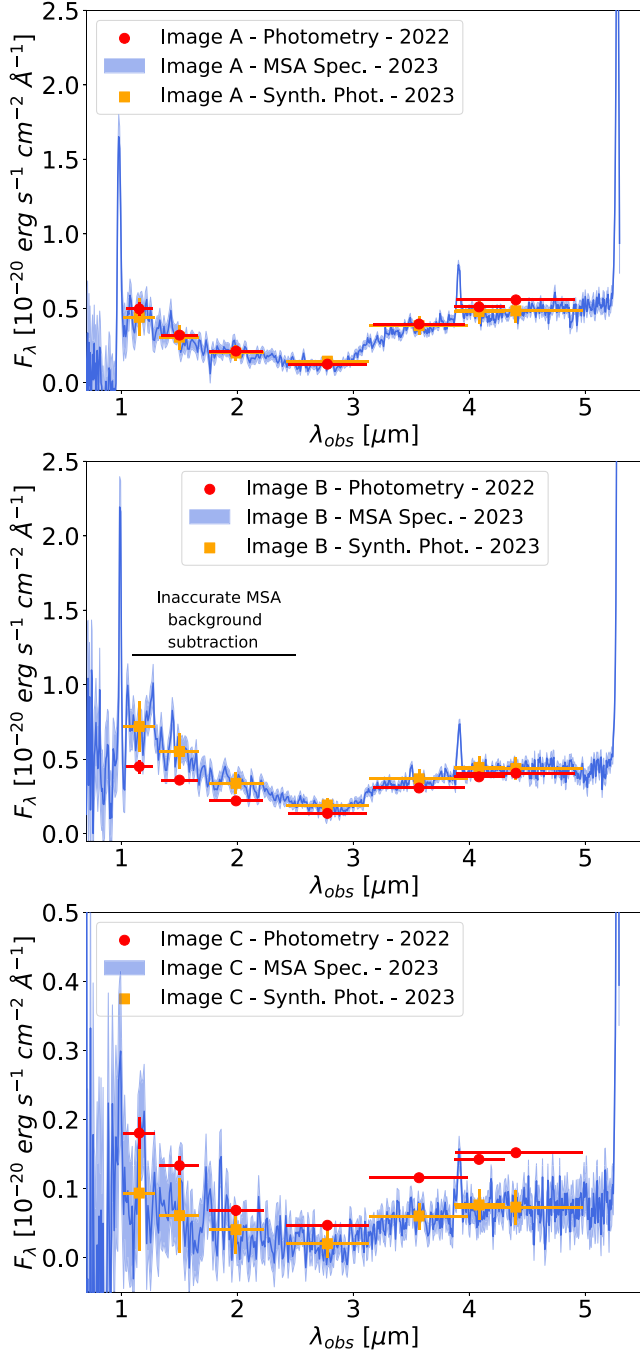 2.5
2.0
1.5
1.0
0.5
0.0
F_λ [10⁻²⁰ erg s⁻¹ cm⁻² Å⁻¹]
Image A - Photometry - 2022
Image A - MSA Spec. - 2023
Image A - Synth. Phot. - 2023
1 2 3 4 5
λ_obs [μm]
2.5
2.0
1.5
1.0
0.5
0.0
F_λ [10⁻²⁰ erg s⁻¹ cm⁻² Å⁻¹]
Image B - Photometry - 2022
Image B - MSA Spec. - 2023
Image B - Synth. Phot. - 2023
Inaccurate MSA
background
subtraction
1 2 3 4 5
λ_obs [μm]
0.5
0.4
0.3
0.2
0.1
0.0
F_λ [10⁻²⁰ erg s⁻¹ cm⁻² Å⁻¹]
Image C - Photometry - 2022
Image C - MSA Spec. - 2023
Image C - Synth. Phot. - 2023
1 2 3 4 5
λ_obs [μm]